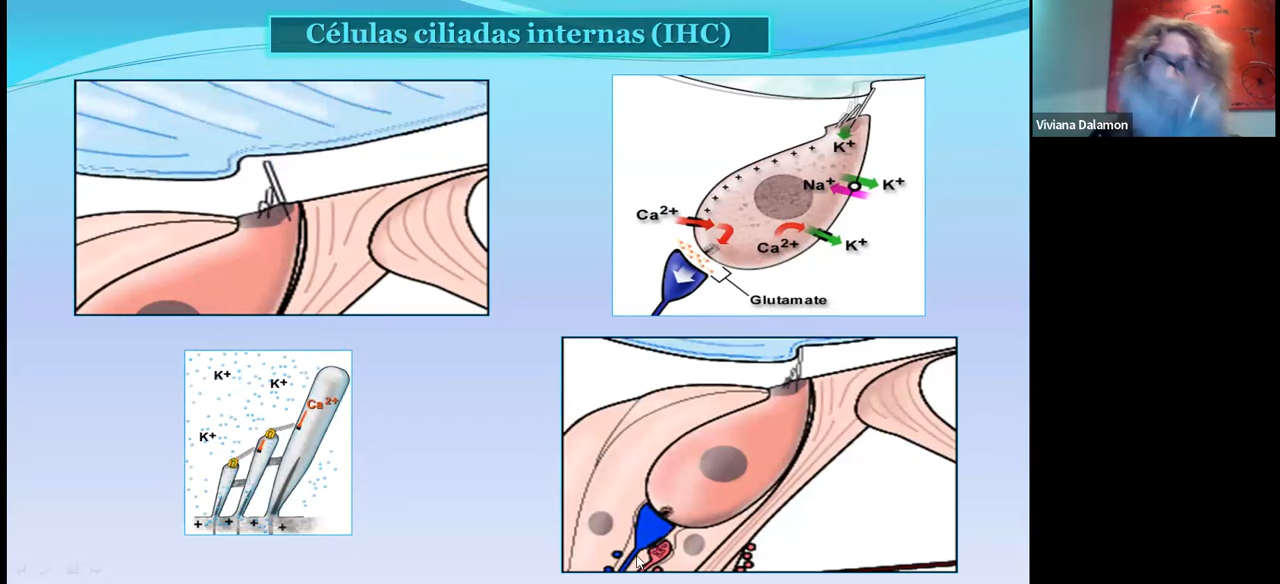 Células ciliadas internas (IHC)
Viviana Dalamon
K+
Na+
K+
Ca2+
Ca2+
K+
Glutamate
K+
K+
Ca2+
K+
+ + + +